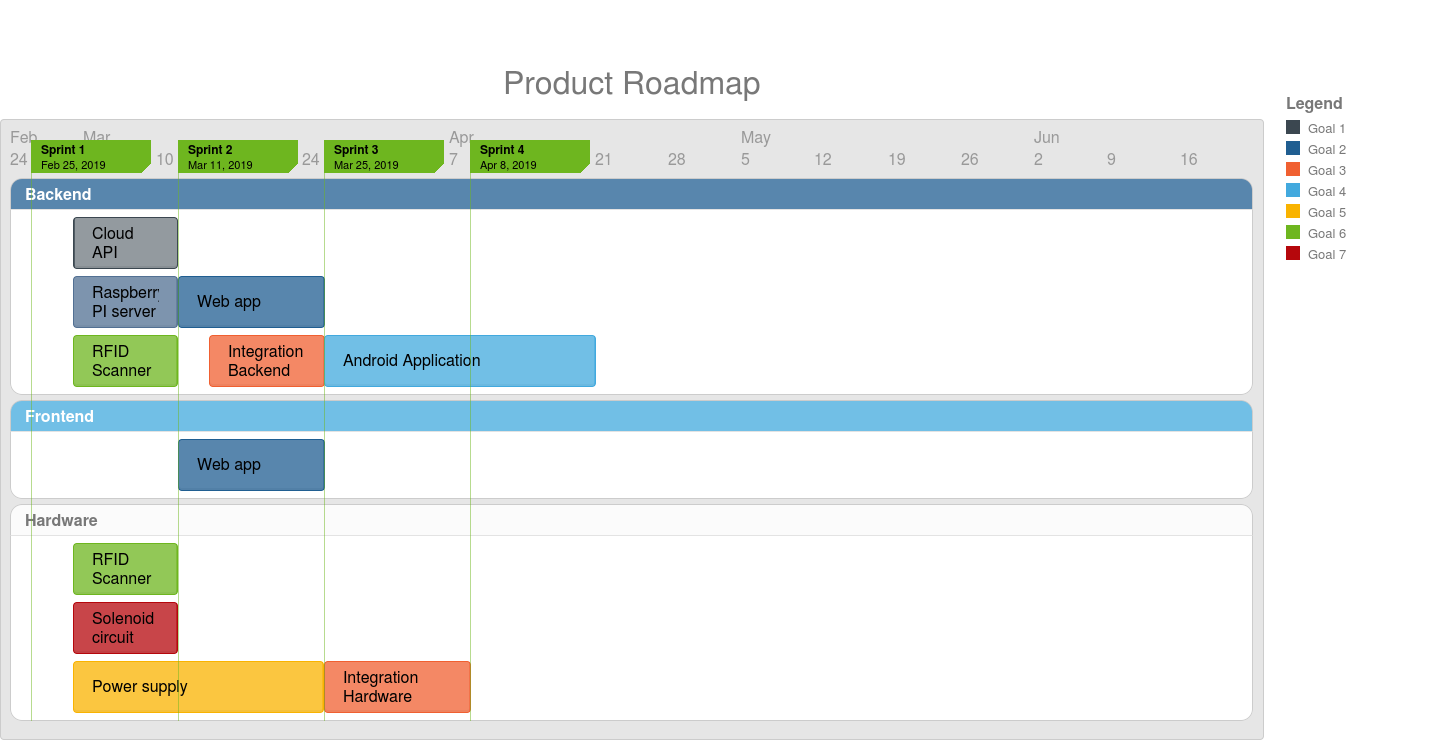 Product Roadmap
Legend
Goal 1
Goal 2
Goal 3
Goal 4
Goal 5
Goal 6
Goal 7
Feb Mar Apr May Jun
24 10 24 7 21 28 5 12 19 26 2 9 16
Sprint 1
Feb 25, 2019
Sprint 2
Mar 11, 2019
Sprint 3
Mar 25, 2019
Sprint 4
Apr 8, 2019
Backend
Cloud
API
Raspberry
PI server
Web app
RFID
Scanner
Integration
Backend
Android Application
Frontend
Web app
Hardware
RFID
Scanner
Solenoid
circuit
Power supply
Integration
Hardware